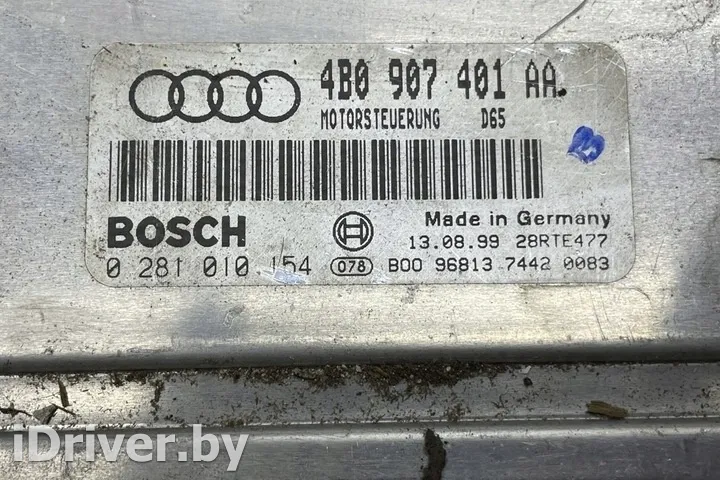 4B0 907 401 AA.
MOTORSTEUERUNG D65
BOSCH
Made in Germany
13.08.99 28RTE477
0 281 010 154 078 B00 96813 7442 0083
iDriver.by